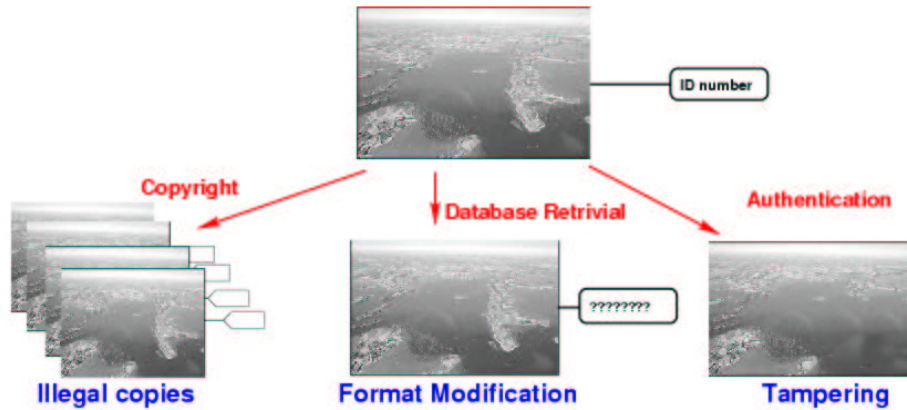 ID number
Copyright
Database Retrivial
Authentication
????????
Illegal copies
Format Modification
Tampering